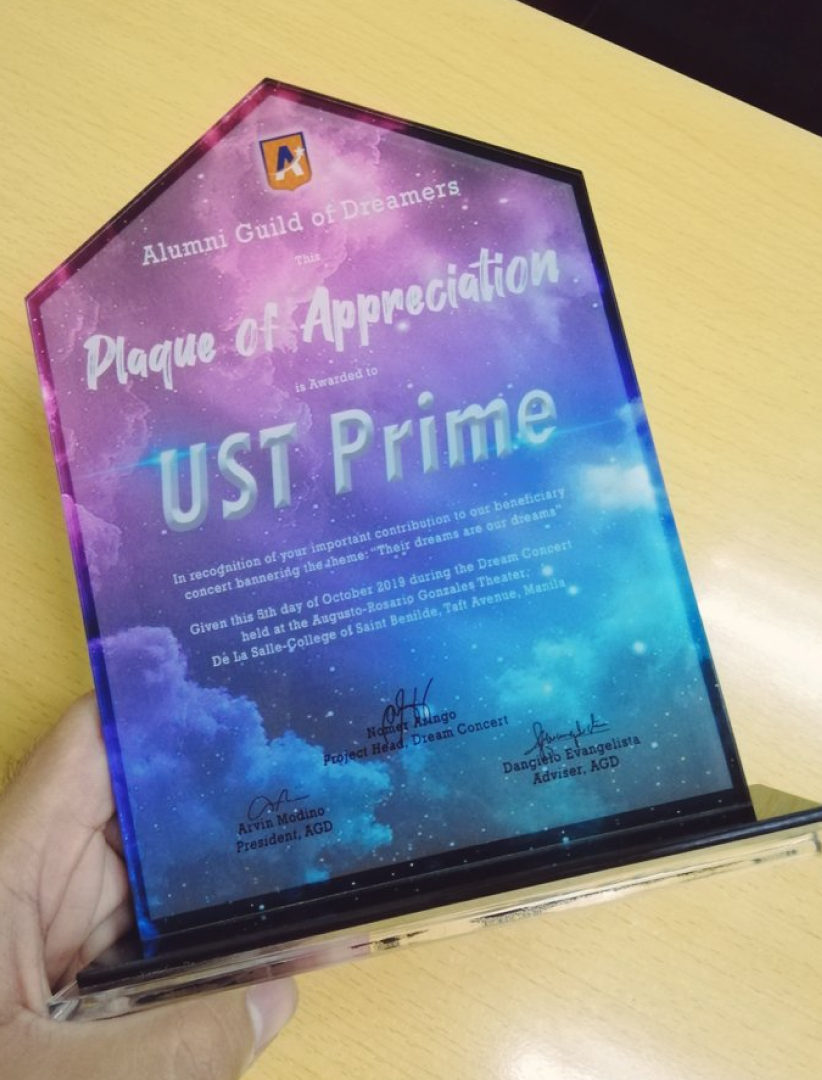 A
Alumni Guild of Dreamers
This
Plaque of Appreciation
is Awarded to
UST Prime
In recognition of your important contribution to our beneficiary
concert bannering the theme: "Their dreams are our dreams"
Given this 5th day of October 2019 during the Dream Concert
held at the Augusto-Rosario Gonzales Theater,
De La Salle-College of Saint Benilde, Taft Avenue, Manila
Nomer Asingo
Project Head, Dream Concert
Evangelista
Adviser, AGD
Arvin Modino
President, AGD